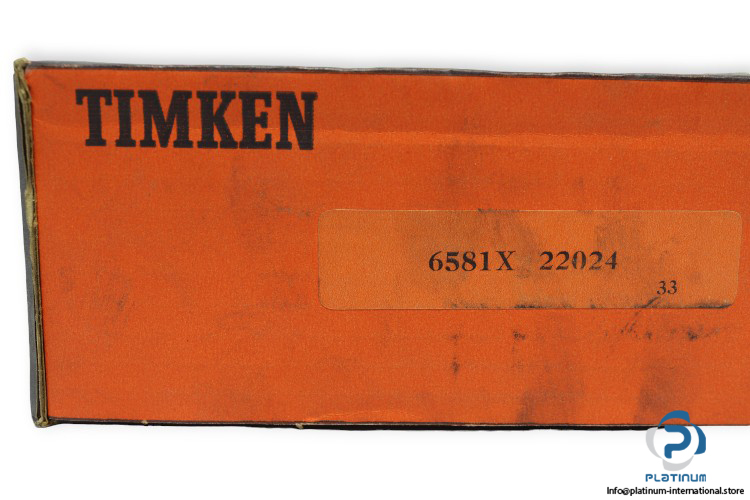 TIMKEN
6581X 22024
33
PLATINUM
Info@platinum-international.store